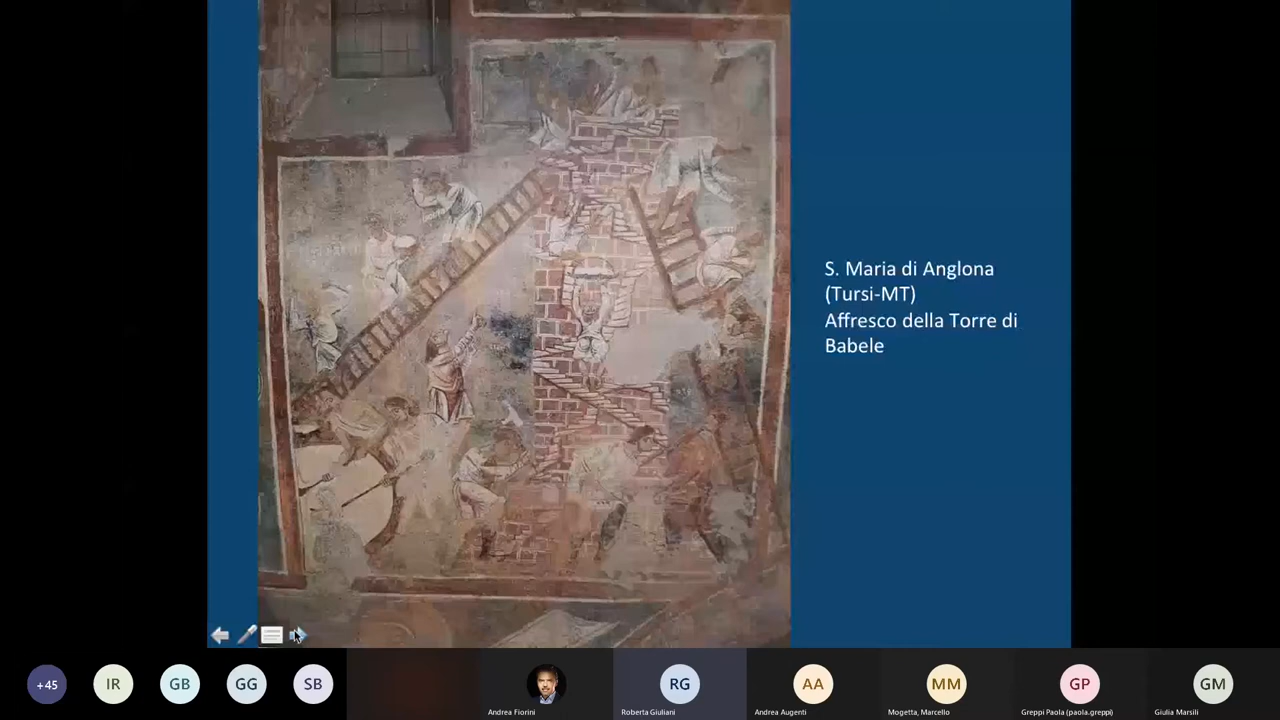 S. Maria di Anglona
(Tursi-MT)
Affresco della Torre di
Babele
+45
IR
GB
GG
SB
Andrea Fiorini
RG
Roberta Giuliani
AA
Andrea Augenti
MM
Mogetta, Marcello
GP
Greppi Paola (paola.greppi)
GM
Giulia Marsili